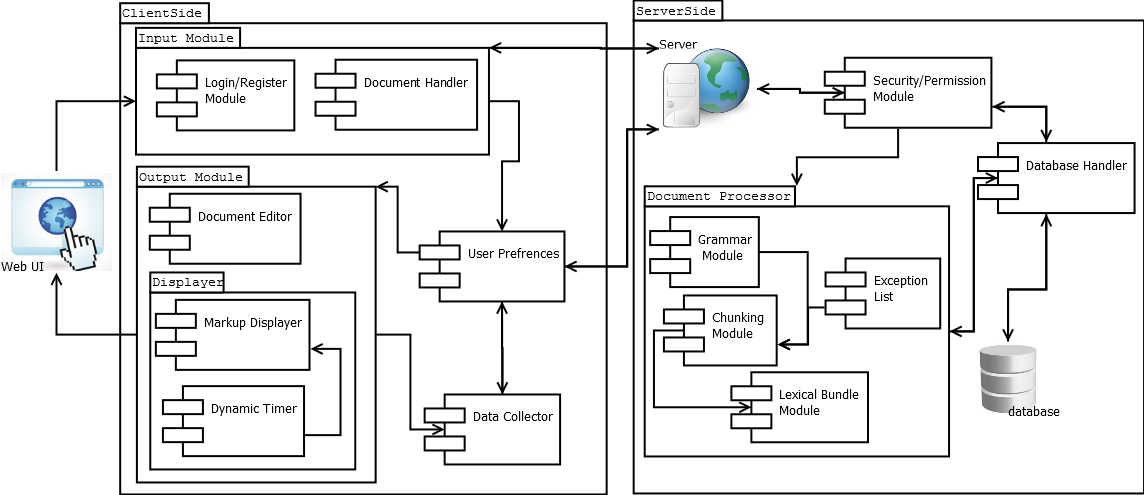 ClientSide
Input Module
Login/Register
Module
Document Handler
Output Module
Document Editor
Displayer
Markup Displayer
Dynamic Timer
User Prefrences
Data Collector
Web UI
ServerSide
Server
Security/Permission
Module
Database Handler
Document Processor
Grammar
Module
Exception
List
Chunking
Module
Lexical Bundle
Module
database